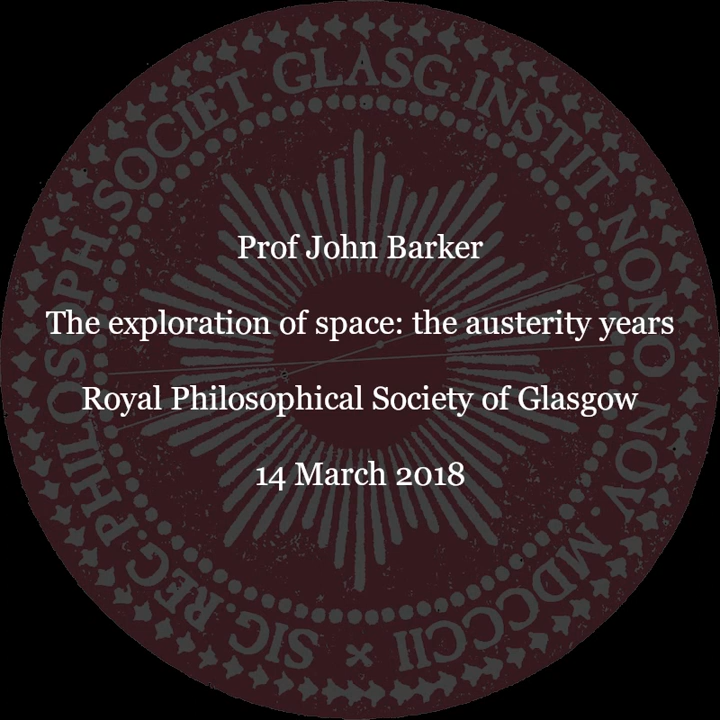 Prof John Barker
The exploration of space: the austerity years
Royal Philosophical Society of Glasgow
14 March 2018
SIG. REG. PHILOSOPH. SOCIET. GLASG. INSTIT. NONO. NOV. MDCCCII